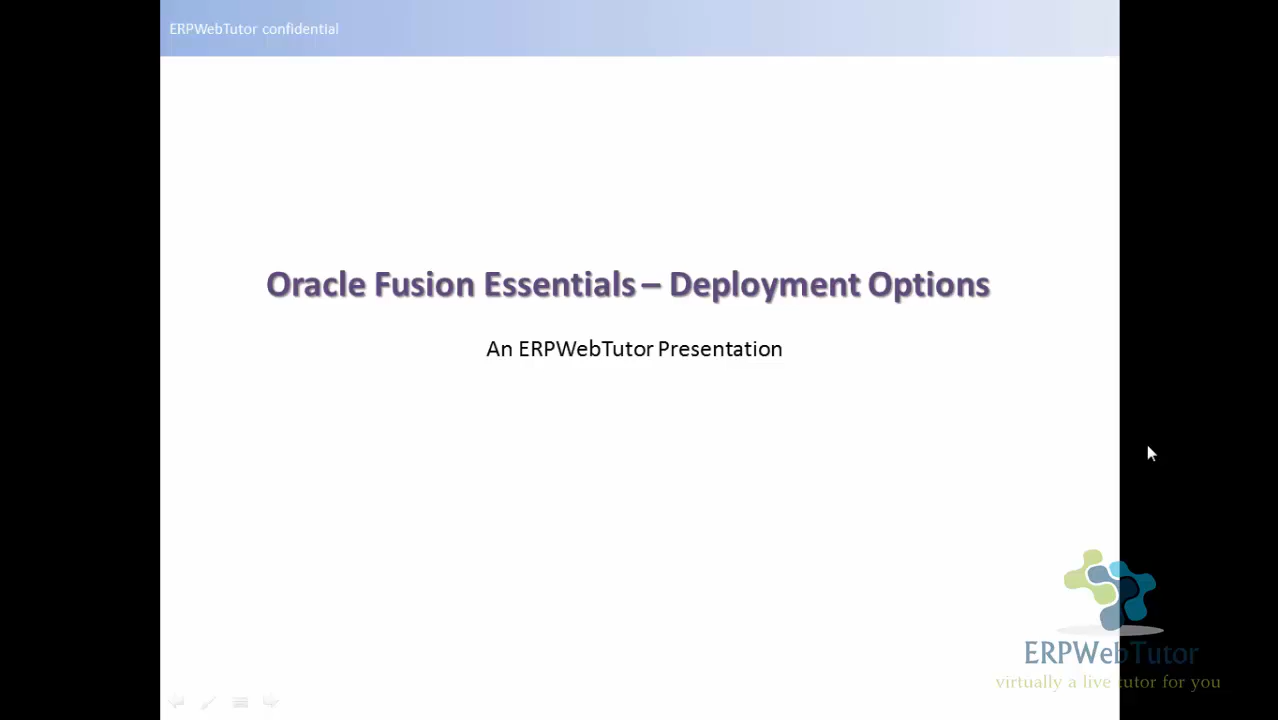 ERPWebTutor confidential
Oracle Fusion Essentials – Deployment Options
An ERPWebTutor Presentation
ERPWebTutor
virtually a live tutor for you